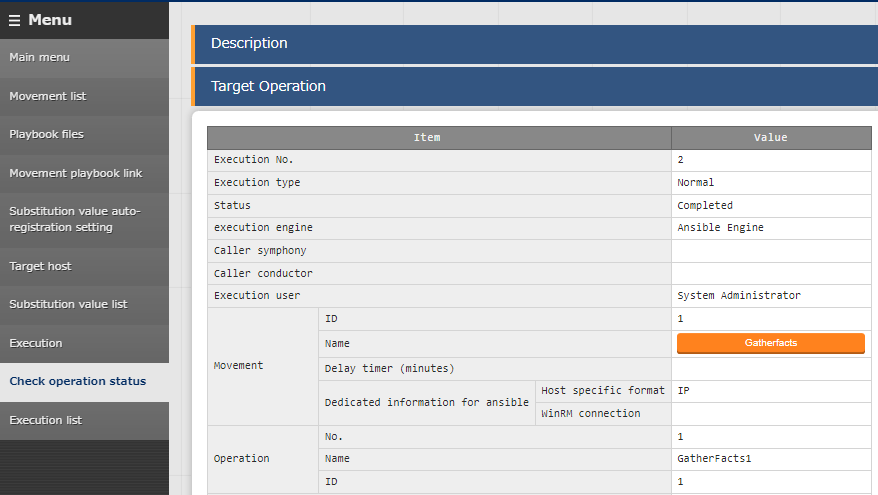 ☰ Menu
Main menu
Movement list
Playbook files
Movement playbook link
Substitution value auto-
registration setting
Target host
Substitution value list
Execution
Check operation status
Execution list
Description
Target Operation
Item Value
Execution No. 2
Execution type Normal
Status Completed
execution engine Ansible Engine
Caller symphony
Caller conductor
Execution user System Administrator
Movement
ID 1
Name Gatherfacts
Delay timer (minutes)
Dedicated information for ansible
Host specific format IP
WinRM connection
Operation
No. 1
Name GatherFacts1
ID 1